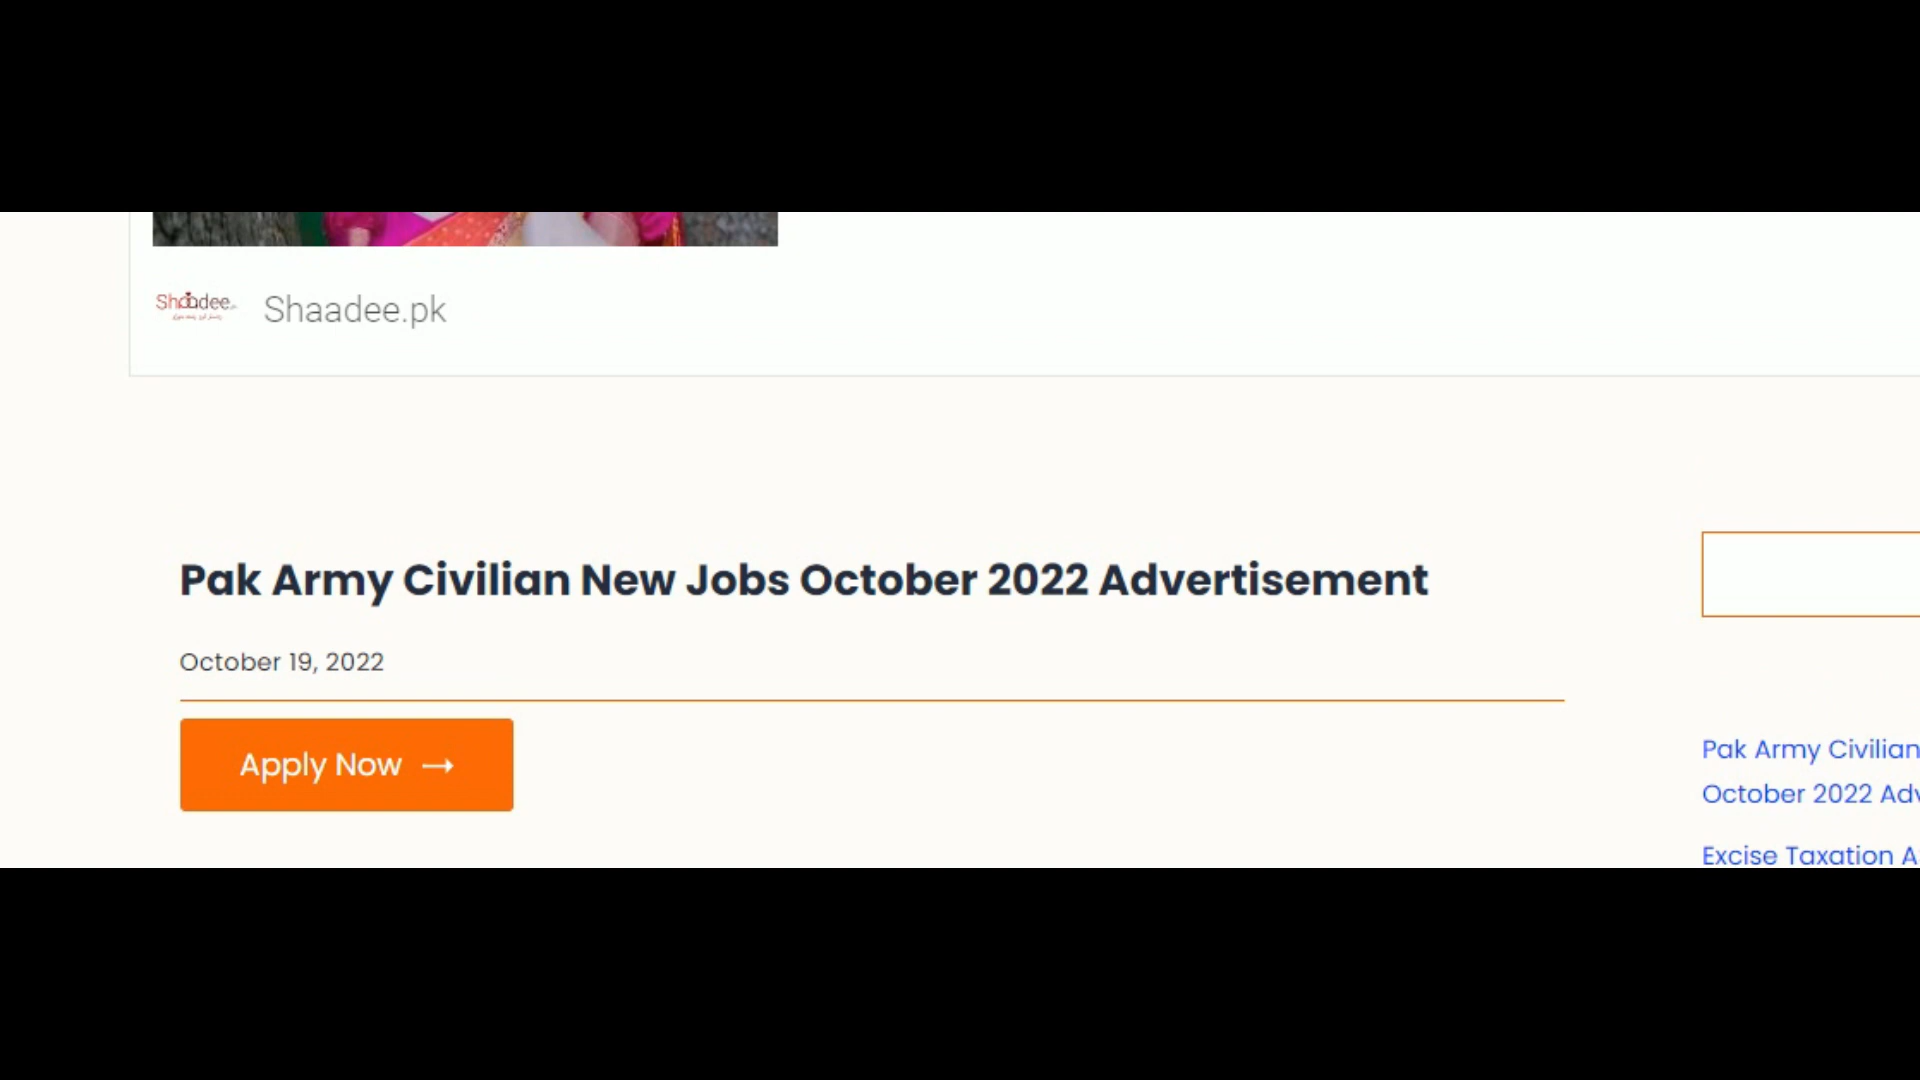 Shaadee
Shaadee.pk
Pak Army Civilian New Jobs October 2022 Advertisement
October 19, 2022
Apply Now →
Pak Army Civilian
October 2022
Excise Taxation